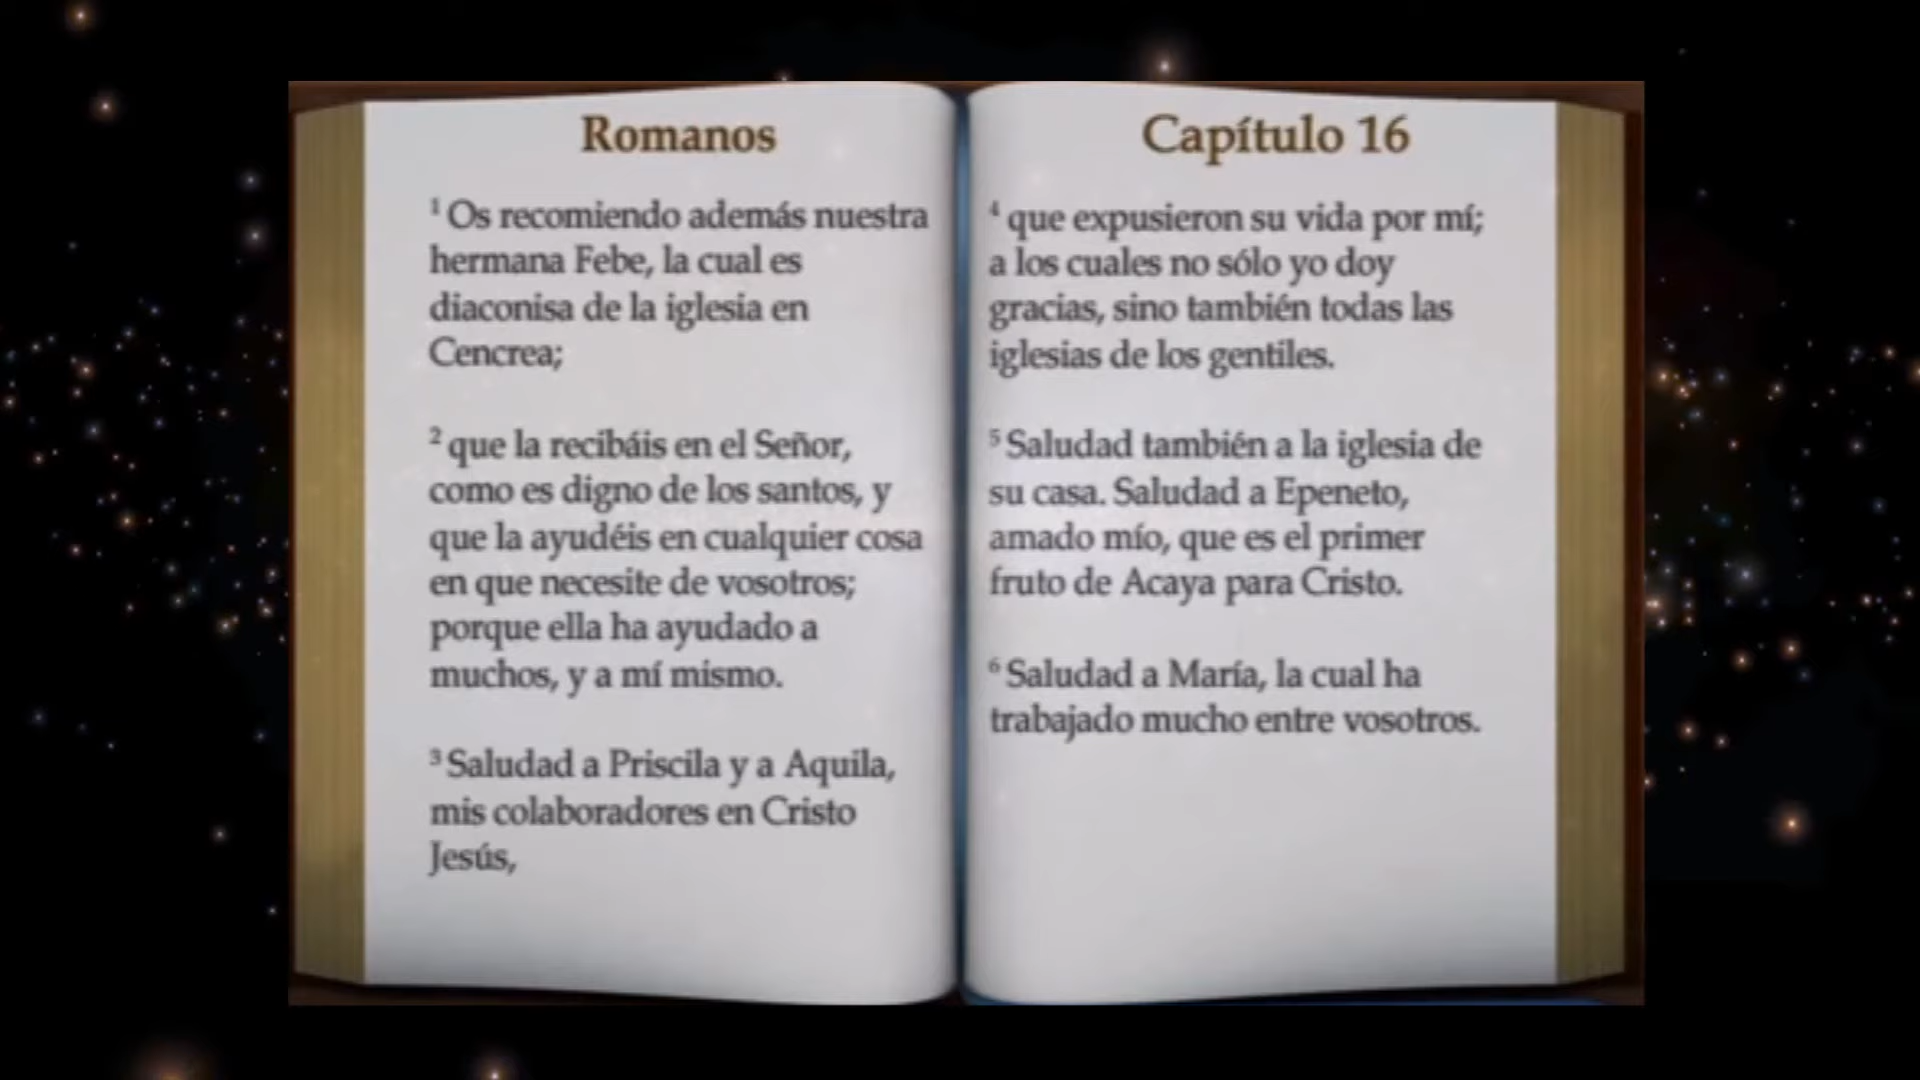 Romanos
1 Os recomiendo además nuestra
hermana Febe, la cual es
diaconisa de la iglesia en
Cencrea;
2 que la recibáis en el Señor,
como es digno de los santos, y
que la ayudéis en cualquier cosa
en que necesite de vosotros;
porque ella ha ayudado a
muchos, y a mí mismo.
3 Saludad a Priscila y a Aquila,
mis colaboradores en Cristo
Jesús,
Capítulo 16
4 que expusieron su vida por mí;
a los cuales no sólo yo doy
gracias, sino también todas las
iglesias de los gentiles.
5 Saludad también a la iglesia de
su casa. Saludad a Epeneto,
amado mío, que es el primer
fruto de Acaya para Cristo.
6 Saludad a María, la cual ha
trabajado mucho entre vosotros.